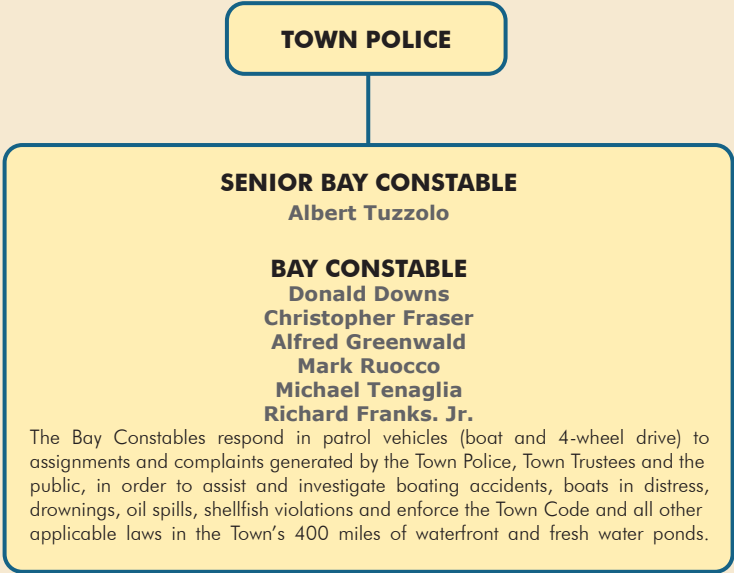 TOWN POLICE
SENIOR BAY CONSTABLE
Albert Tuzzolo
BAY CONSTABLE
Donald Downs
Christopher Fraser
Alfred Greenwald
Mark Ruocco
Michael Tenaglia
Richard Franks. Jr.
The Bay Constables respond in patrol vehicles (boat and 4-wheel drive) to
assignments and complaints generated by the Town Police, Town Trustees and the
public, in order to assist and investigate boating accidents, boats in distress,
drownings, oil spills, shellfish violations and enforce the Town Code and all other
applicable laws in the Town's 400 miles of waterfront and fresh water ponds.